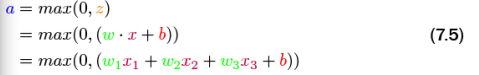 a = max(0, z)
= max(0, (w · x + b)) (7.5)
= max(0, (w₁x₁ + w₂x₂ + w₃x₃ + b))